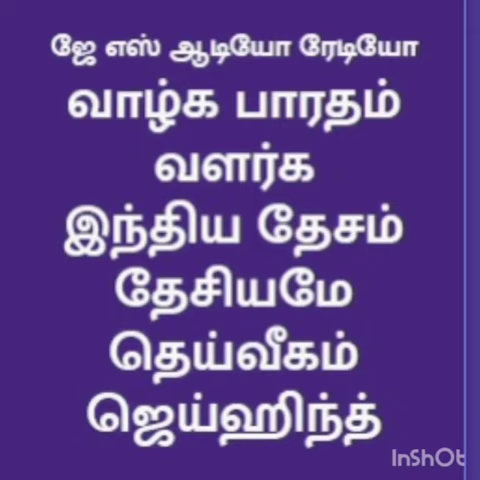 ஜே எஸ் ஆடியோ ரேடியோ
வாழ்க பாரதம்
வளர்க
இந்திய தேசம்
தேசியமே
தெய்வீகம்
ஜெய்ஹிந்த்
InShOt